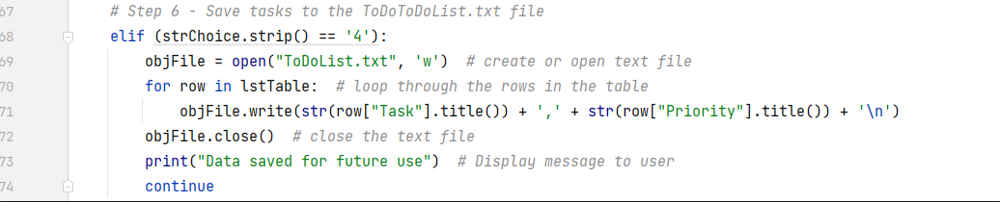 67 # Step 6 - Save tasks to the ToDoToDoList.txt file
68 elif (strChoice.strip() == '4'):
69 objFile = open("ToDoList.txt", 'w')  # create or open text file
70 for row in lstTable:  # loop through the rows in the table
71 objFile.write(str(row["Task"].title()) + ',' + str(row["Priority"].title()) + '\n')
72 objFile.close()  # close the text file
73 print("Data saved for future use")  # Display message to user
74 continue